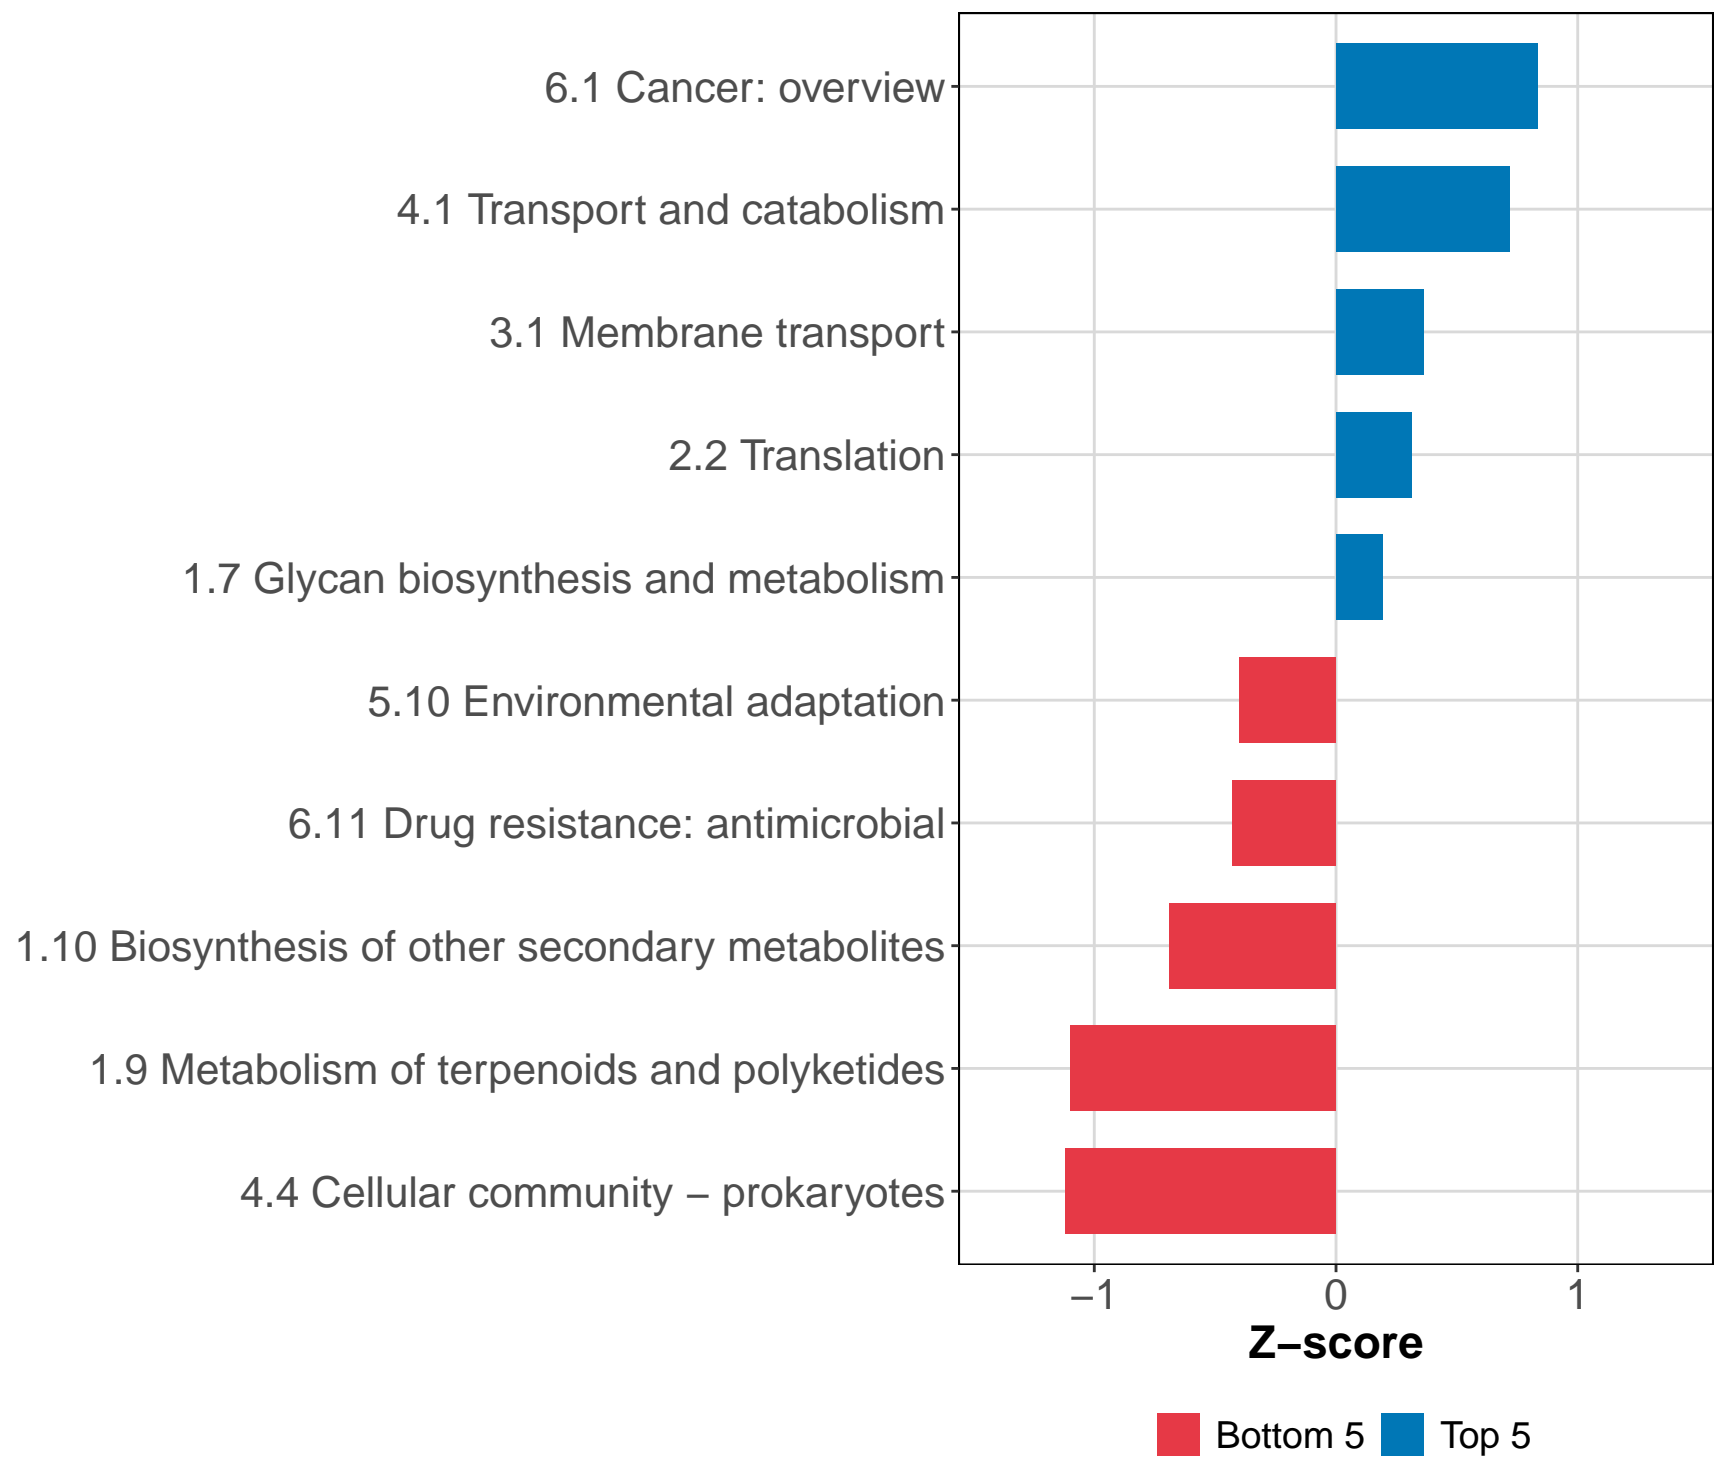 6.1 Cancer: overview
4.1 Transport and catabolism
3.1 Membrane transport
2.2 Translation
1.7 Glycan biosynthesis and metabolism
5.10 Environmental adaptation
6.11 Drug resistance: antimicrobial
1.10 Biosynthesis of other secondary metabolites
1.9 Metabolism of terpenoids and polyketides
4.4 Cellular community − prokaryotes
−1 0 1
Z−score
Bottom 5 Top 5